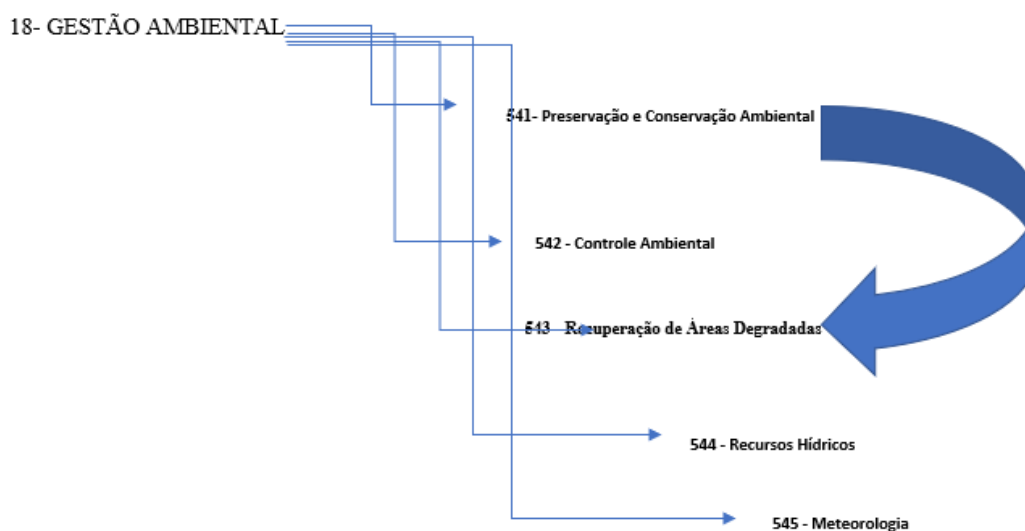 18- GESTÃO AMBIENTAL
541- Preservação e Conservação Ambiental
542 - Controle Ambiental
543 - Recuperação de Áreas Degradadas
544 - Recursos Hídricos
545 - Meteorologia